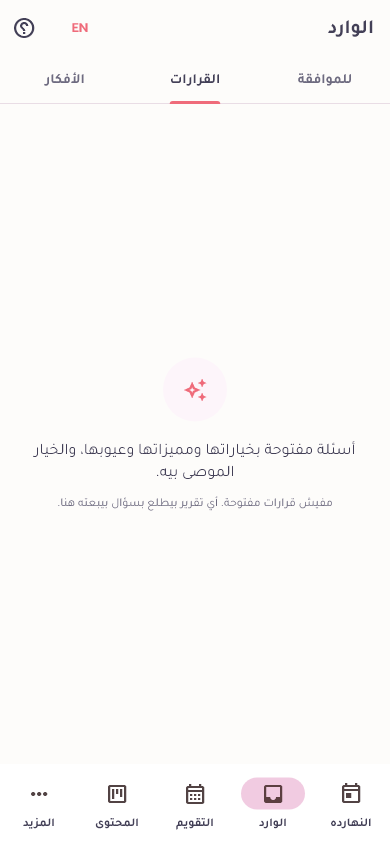 الوارد
EN
للموافقة
القرارات
الأفكار
أسئلة مفتوحة بخياراتها ومميزاتها وعيوبها، والخيار
الموصى بيه.
مفيش قرارات مفتوحة. أي تقرير بيطلع بسؤال بيبعته هنا.
النهارده
الوارد
التقويم
المحتوى
المزيد